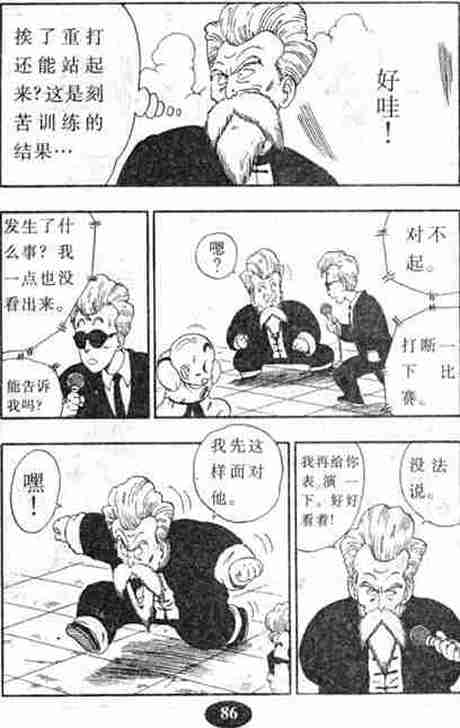 好
哇
！
挨了重打
还能站起
来?这是刻
苦训练的
结果…
对不
起。
打断一
下比
赛。
嗯
?
发生了什
么事？我
一点也没
看出来。
能告诉
我吗？
没法
说。
我再给你
表演一
下。好好
看着！
我先这
样面对
他。
嘿
！
86